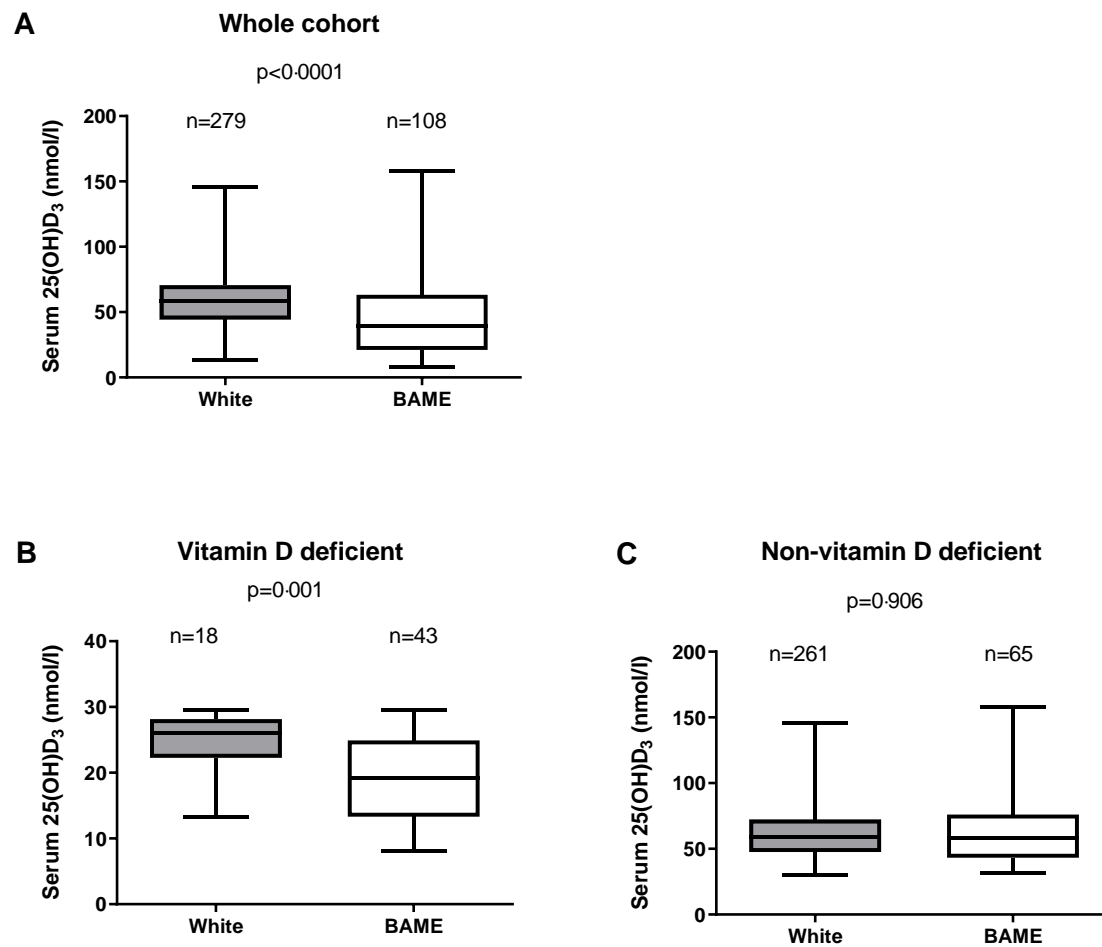 A
Whole cohort
p<0·0001
n=279 n=108
Serum 25(OH)D₃ (nmol/l)
200
150
100
50
0
White BAME
B
Vitamin D deficient
p=0·001
n=18 n=43
Serum 25(OH)D₃ (nmol/l)
40
30
20
10
0
White BAME
C
Non-vitamin D deficient
p=0·906
n=261 n=65
Serum 25(OH)D₃ (nmol/l)
200
150
100
50
0
White BAME